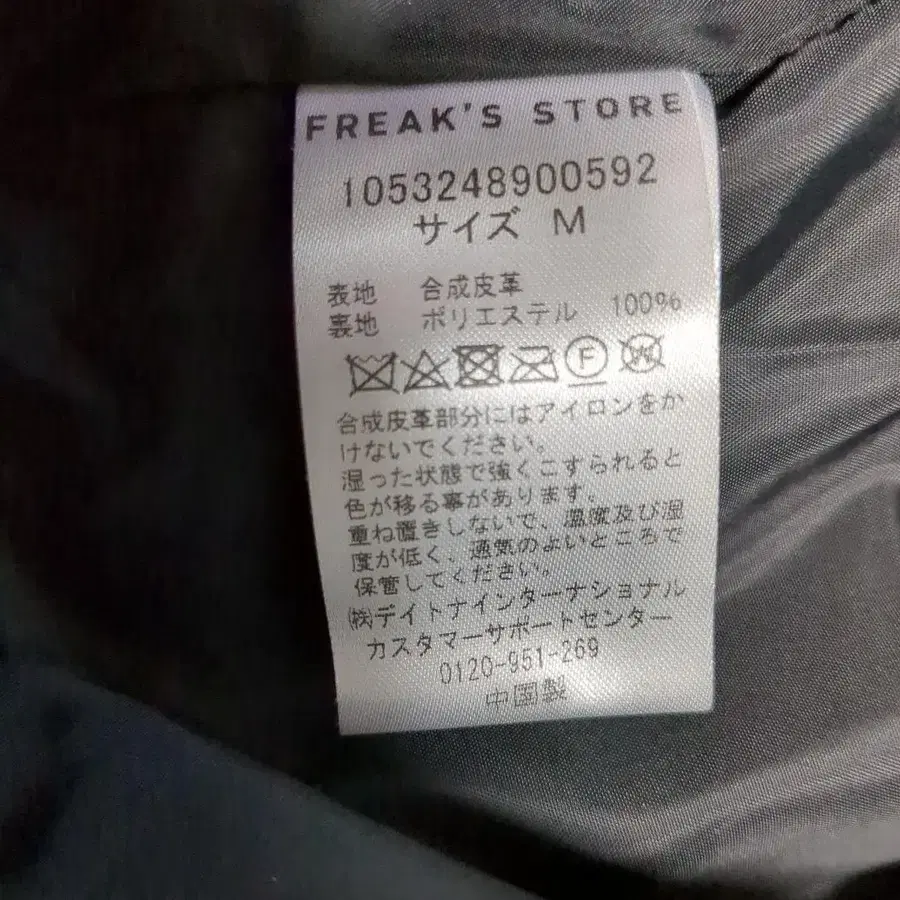 FREAK'S STORE
1053248900592
サイズ M
表地 合成皮革
裏地 ポリエステル 100%
F W
合成皮革部分にはアイロンをか
けないでください。
湿った状態で強くこすられると
色が移る事があります。
重ね置きしないで、温度及び湿
度が低く、通気のよいところで
保管してください。
㈱デイトナインターナショナル
カスタマーサポートセンター
0120-951-269
中国製